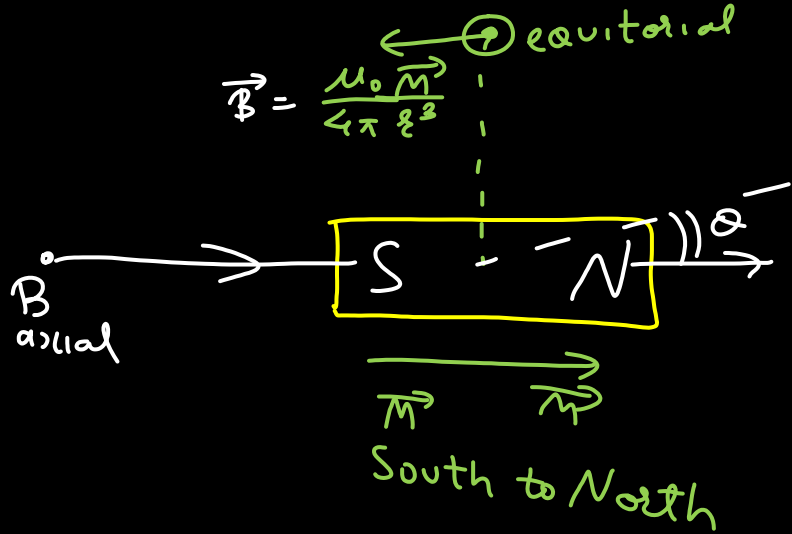 equitorial
B⃗ = μ₀ M⃗ / 4π r³
θ
S N
B
axial
M⃗ M⃗
South to North